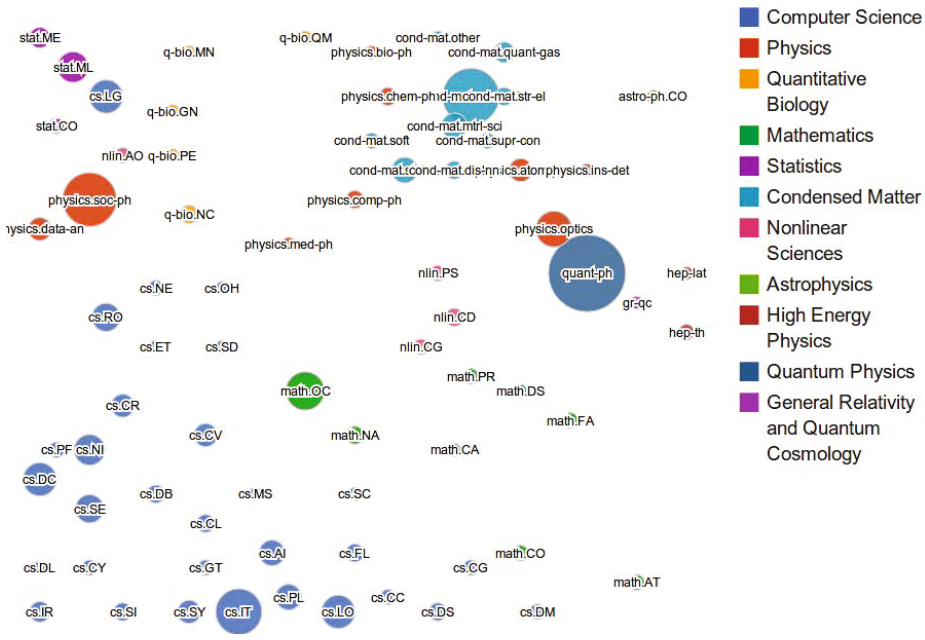 stat.ME
q-bio.QM
cond-mat.other
q-bio.MN
physics.bio-ph
cond-mat.quant-gas
stat.ML
cs.LG
physics.chem-ph
cond-mat.str-el
astro-ph.CO
q-bio.GN
stat.CO
cond-mat.mtrl-sci
cond-mat.soft
cond-mat.supr-con
nlin.AO
q-bio.PE
physics.ins-det
physics.soc-ph
physics.comp-ph
q-bio.NC
physics.optics
physics.med-ph
nlin.PS
quant-ph
hep-lat
cs.NE
cs.OH
gr-qc
cs.RO
nlin.CD
hep-th
cs.ET
cs.SD
nlin.CG
math.PR
math.OC
math.DS
cs.CR
math.FA
cs.CV
math.NA
cs.PF
cs.NI
math.CA
cs.DC
cs.DB
cs.MS
cs.SC
cs.SE
cs.CL
cs.AI
cs.FL
math.CO
cs.DL
cs.CY
cs.GT
cs.CG
math.AT
cs.PL
cs.CC
cs.IR
cs.SI
cs.SY
cs.IT
cs.LO
cs.DS
cs.DM
Computer Science
Physics
Quantitative
Biology
Mathematics
Statistics
Condensed Matter
Nonlinear
Sciences
Astrophysics
High Energy
Physics
Quantum Physics
General Relativity
and Quantum
Cosmology